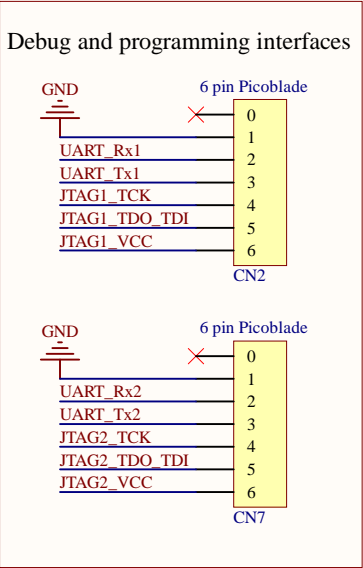 Debug and programming interfaces
GND
6 pin Picoblade
0
1
UART_Rx1
2
UART_Tx1
3
JTAG1_TCK
4
JTAG1_TDO_TDI
5
JTAG1_VCC
6
CN2
GND
6 pin Picoblade
0
1
UART_Rx2
2
UART_Tx2
3
JTAG2_TCK
4
JTAG2_TDO_TDI
5
JTAG2_VCC
6
CN7